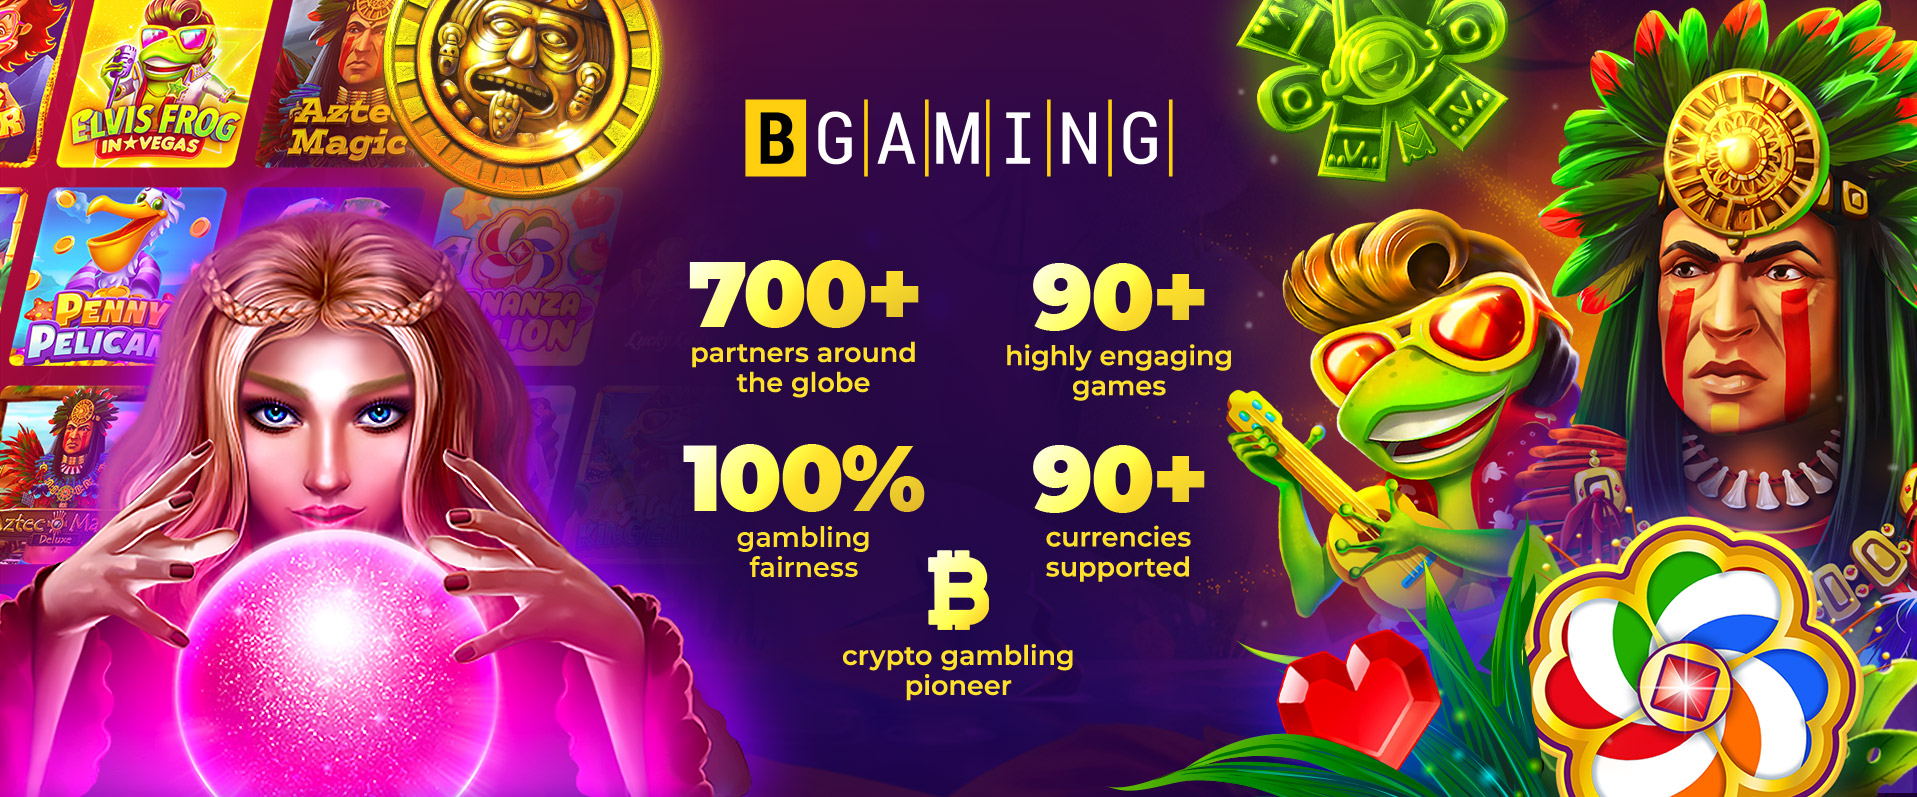 ELVIS FROG
IN★VEGAS
Aztec
Magic
BGAMING
PENNY
PELICAN
700+
partners around
the globe
90+
highly engaging
games
100%
gambling
fairness
90+
currencies
supported
crypto gambling
pioneer
Deluxe